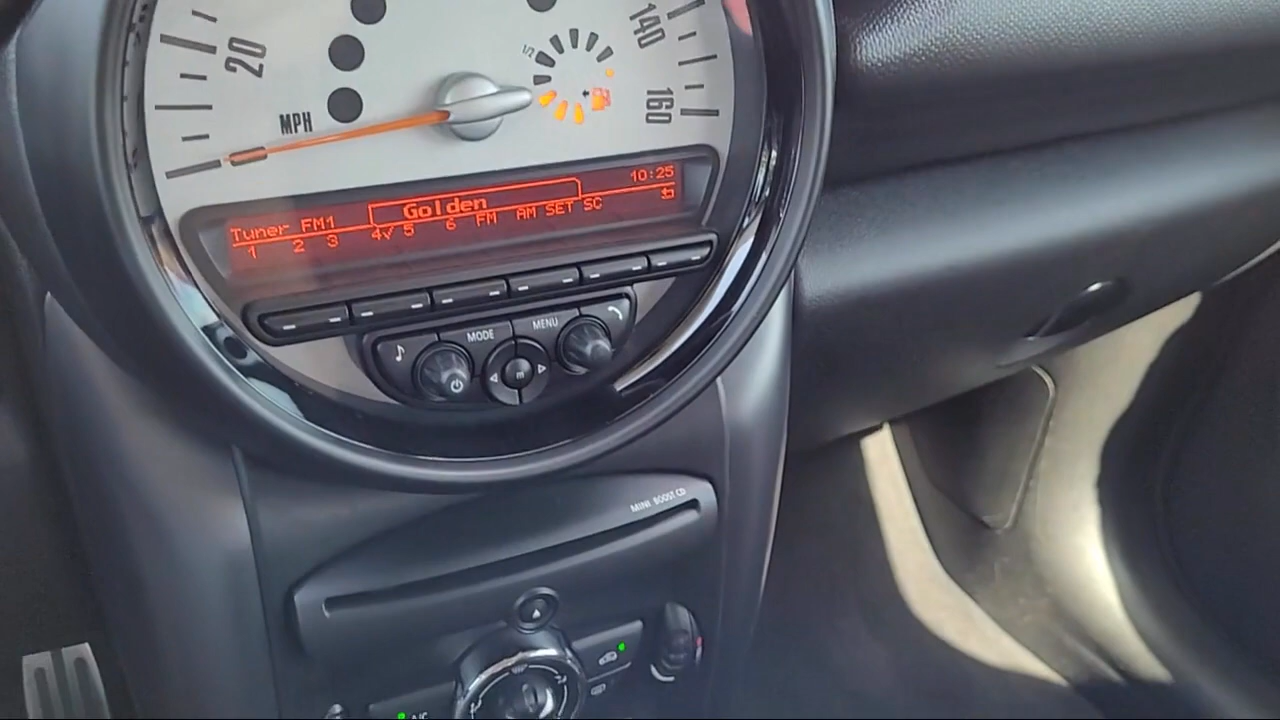 20
1/2
140
160
MPH
10:25
Golden
Tuner FM1
1 2 3 4✓ 5 6 FM AM SET SC
MODE
MENU
m
MINI BOOST CD
A/C